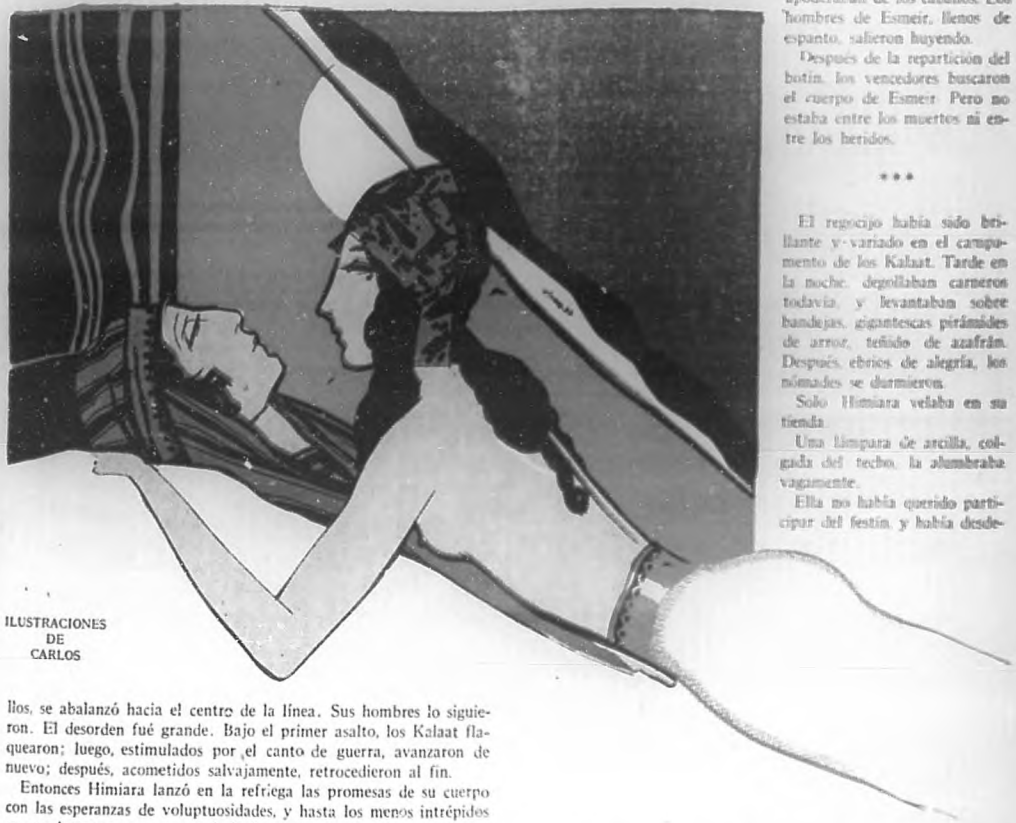 ILUSTRACIONES
DE
CARLOS
llos, se abalanzó hacia el centro de la línea. Sus hombres lo siguie-
ron. El desorden fué grande. Bajo el primer asalto, los Kalaat fla-
quearon; luego, estimulados por el canto de guerra, avanzaron de
nuevo; después, acometidos salvajemente, retrocedieron al fin.
Entonces Himiara lanzó en la refriega las promesas de su cuerpo
con las esperanzas de voluptuosidades, y hasta los menos intrépidos
hombres de Esmeir, llenos de
espanto, salieron huyendo.
Después de la repartición del
botín, los vencedores buscaron
el cuerpo de Esmeir. Pero no
estaba entre los muertos ni en-
tre los heridos.
***
El regocijo había sido bri-
llante y variado en el campa-
mento de los Kalaat. Tarde en
la noche, degollaban carneros
todavía, y levantaban sobre
bandejas, gigantescas pirámides
de arroz, teñido de azafrán.
Después, ebrios de alegría, los
nómades se durmieron.
Solo Himiara velaba en su
tienda.
Una lámpara de arcilla, col-
gada del techo, la alumbraba
vagamente.
Ella no había querido parti-
cipar del festín, y había desde-